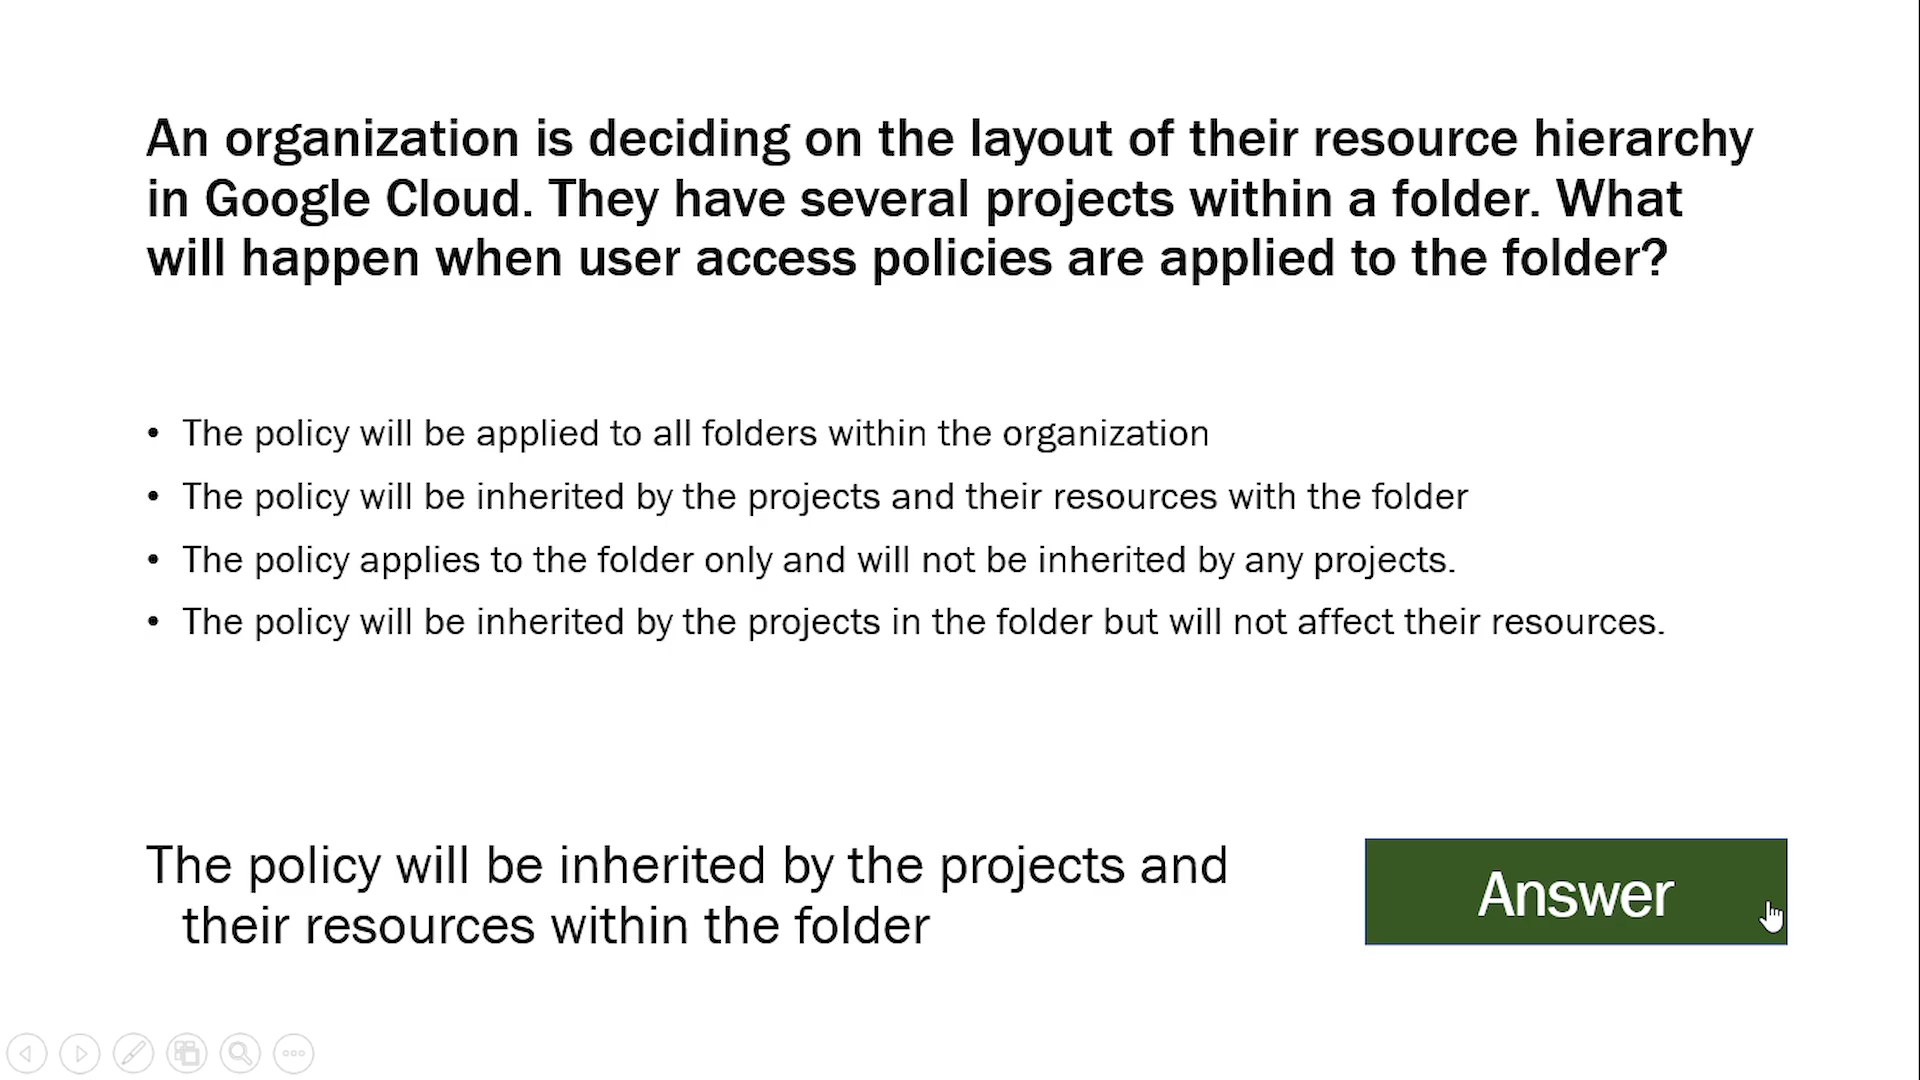 An organization is deciding on the layout of their resource hierarchy
in Google Cloud. They have several projects within a folder. What
will happen when user access policies are applied to the folder?
• The policy will be applied to all folders within the organization
• The policy will be inherited by the projects and their resources with the folder
• The policy applies to the folder only and will not be inherited by any projects.
• The policy will be inherited by the projects in the folder but will not affect their resources.
The policy will be inherited by the projects and
their resources within the folder
Answer